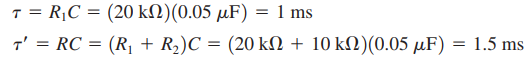 τ = R₁C = (20 kΩ)(0.05 μF) = 1 ms
τ′ = RC = (R₁ + R₂)C = (20 kΩ + 10 kΩ)(0.05 μF) = 1.5 ms